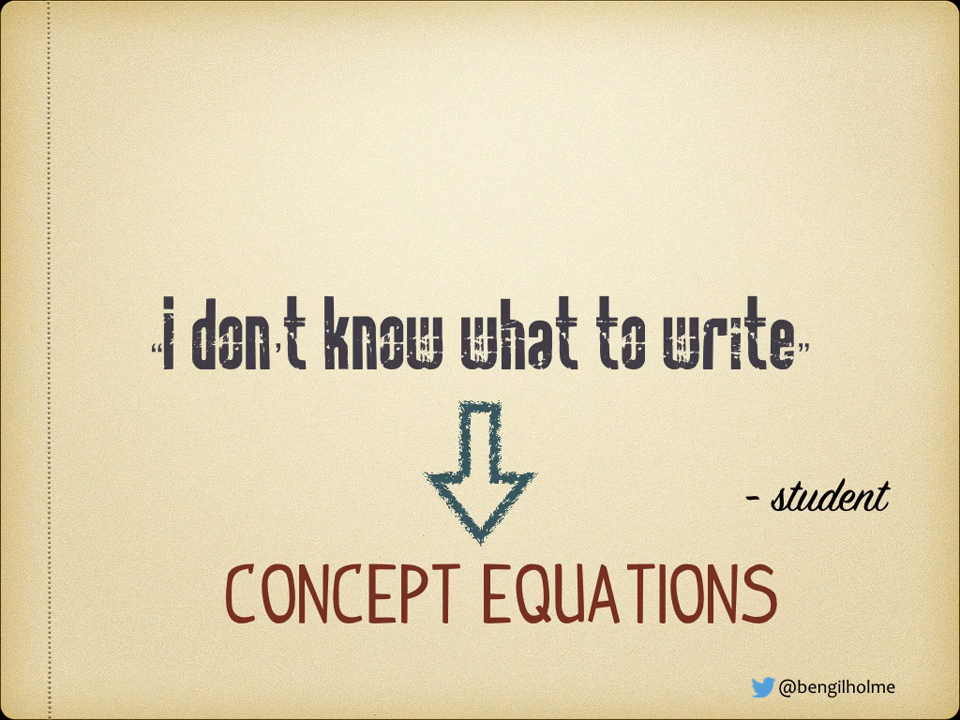 “i don’t know what to write”
- student
CONCEPT EQUATIONS
@bengilholme